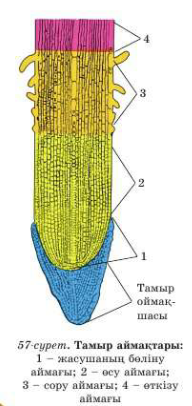 4
3
2
1
Тамыр
оймақ-
шасы
57-сурет. Тамыр аймақтары:
1 – жасушаның бөліну
аймағы; 2 – өсу аймағы;
3 – сору аймағы; 4 – өткізу
аймағы